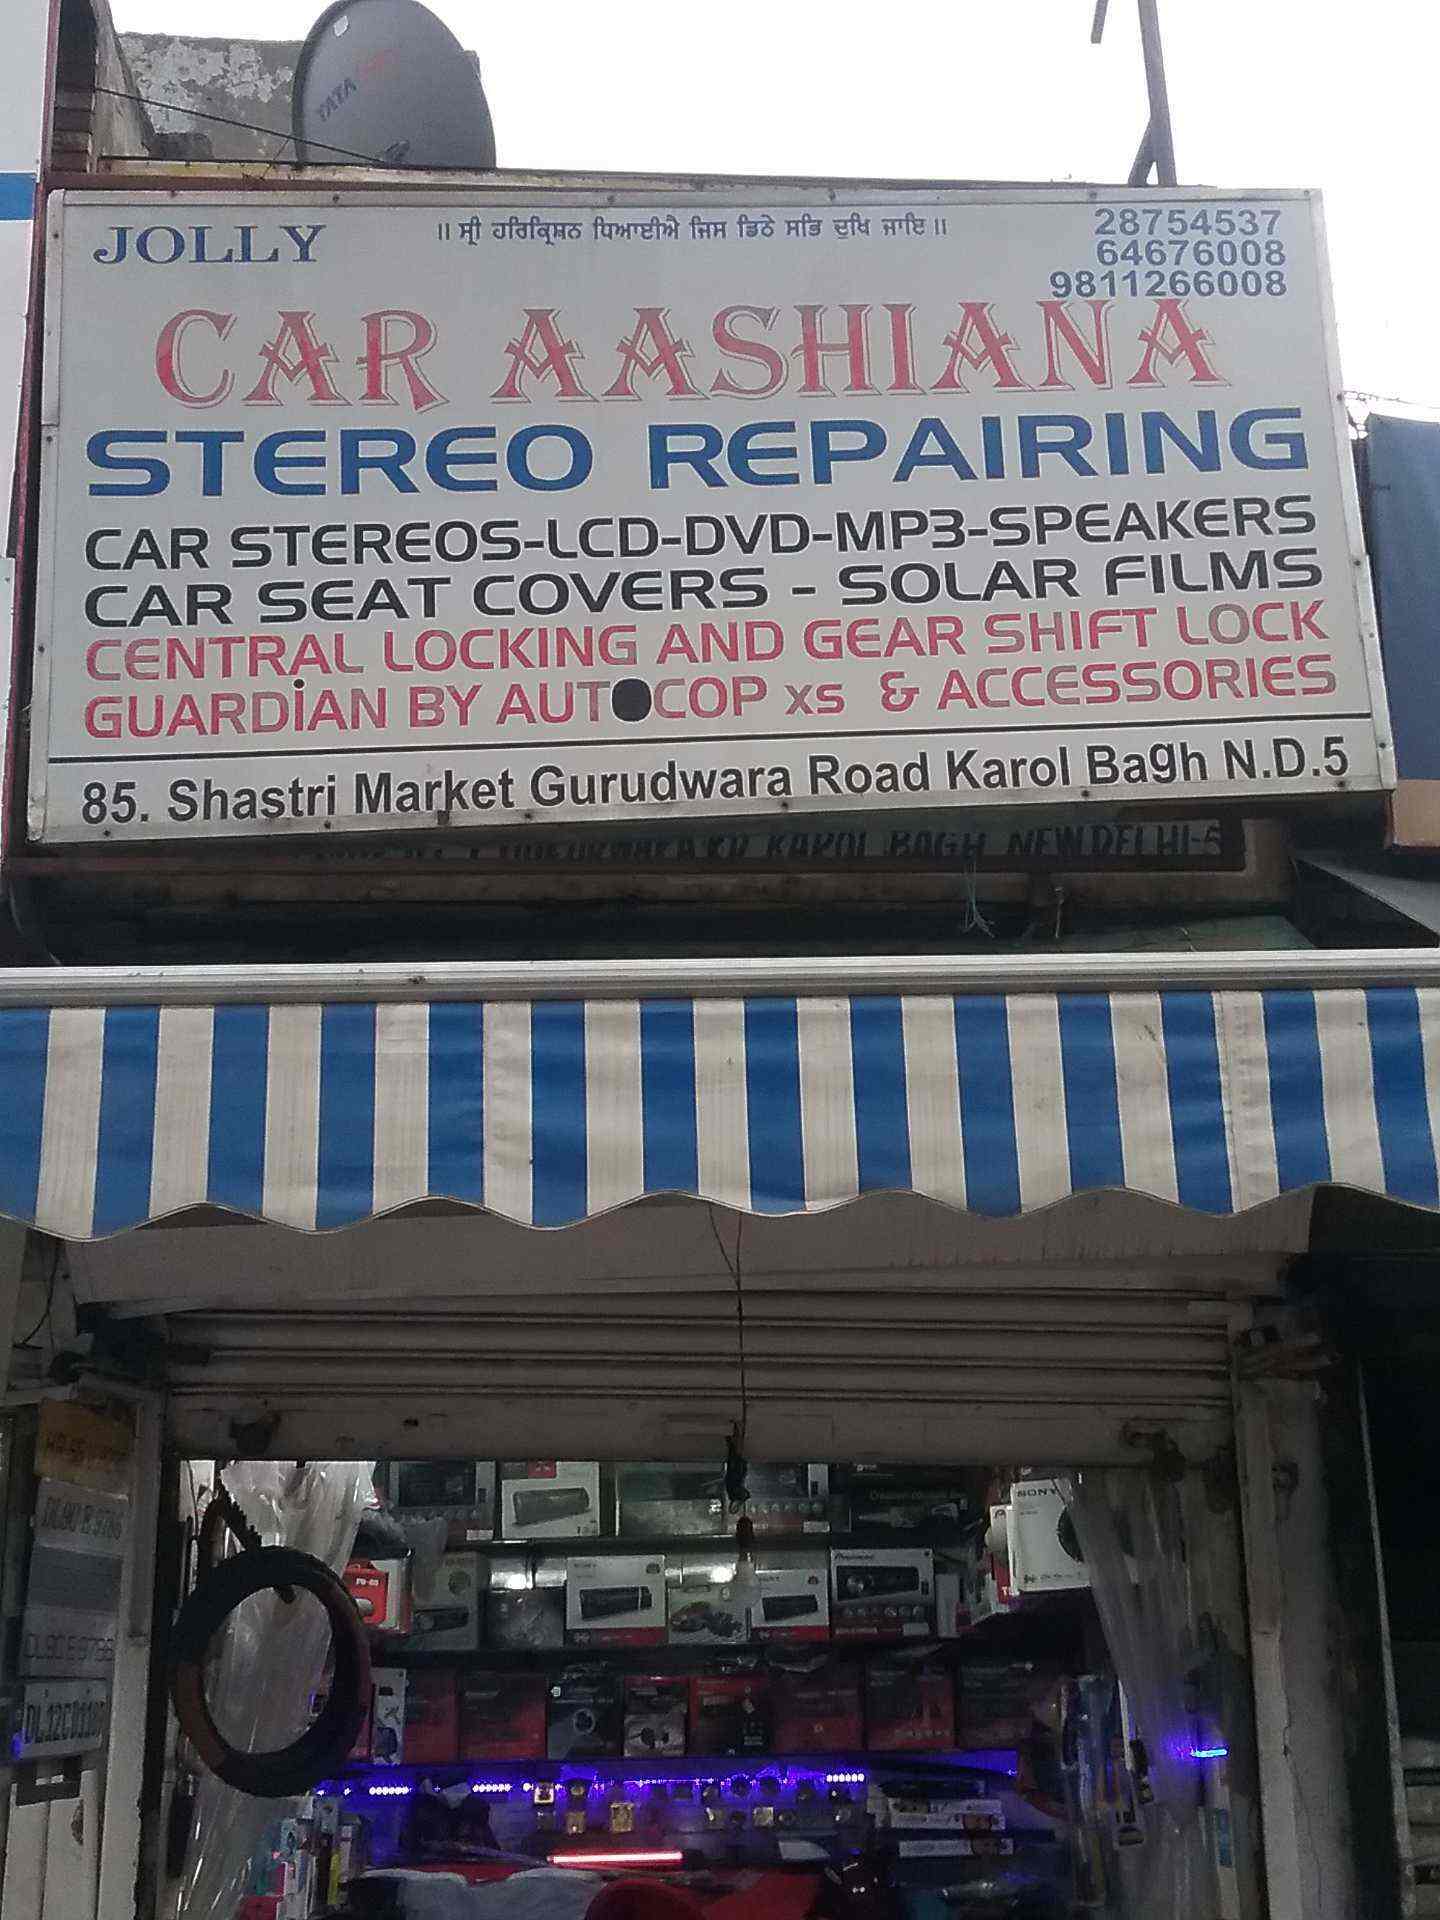 TATA
JOLLY
॥ ਸ੍ਰੀ ਹਰਿਕ੍ਰਿਸ਼ਨ ਧਿਆਈਐ ਜਿਸ ਡਿਠੇ ਸਭਿ ਦੁਖਿ ਜਾਇ ॥
28754537
64676008
9811266008
CAR AASHIANA
STEREO REPAIRING
CAR STEREOS-LCD-DVD-MP3-SPEAKERS
CAR SEAT COVERS - SOLAR FILMS
CENTRAL LOCKING AND GEAR SHIFT LOCK
GUARDiAN BY AUTOCOP xs & ACCESSORIES
85. Shastri Market Gurudwara Road Karol Bagh N.D.5
KAROL BAGH NEW DELHI-5
SONY